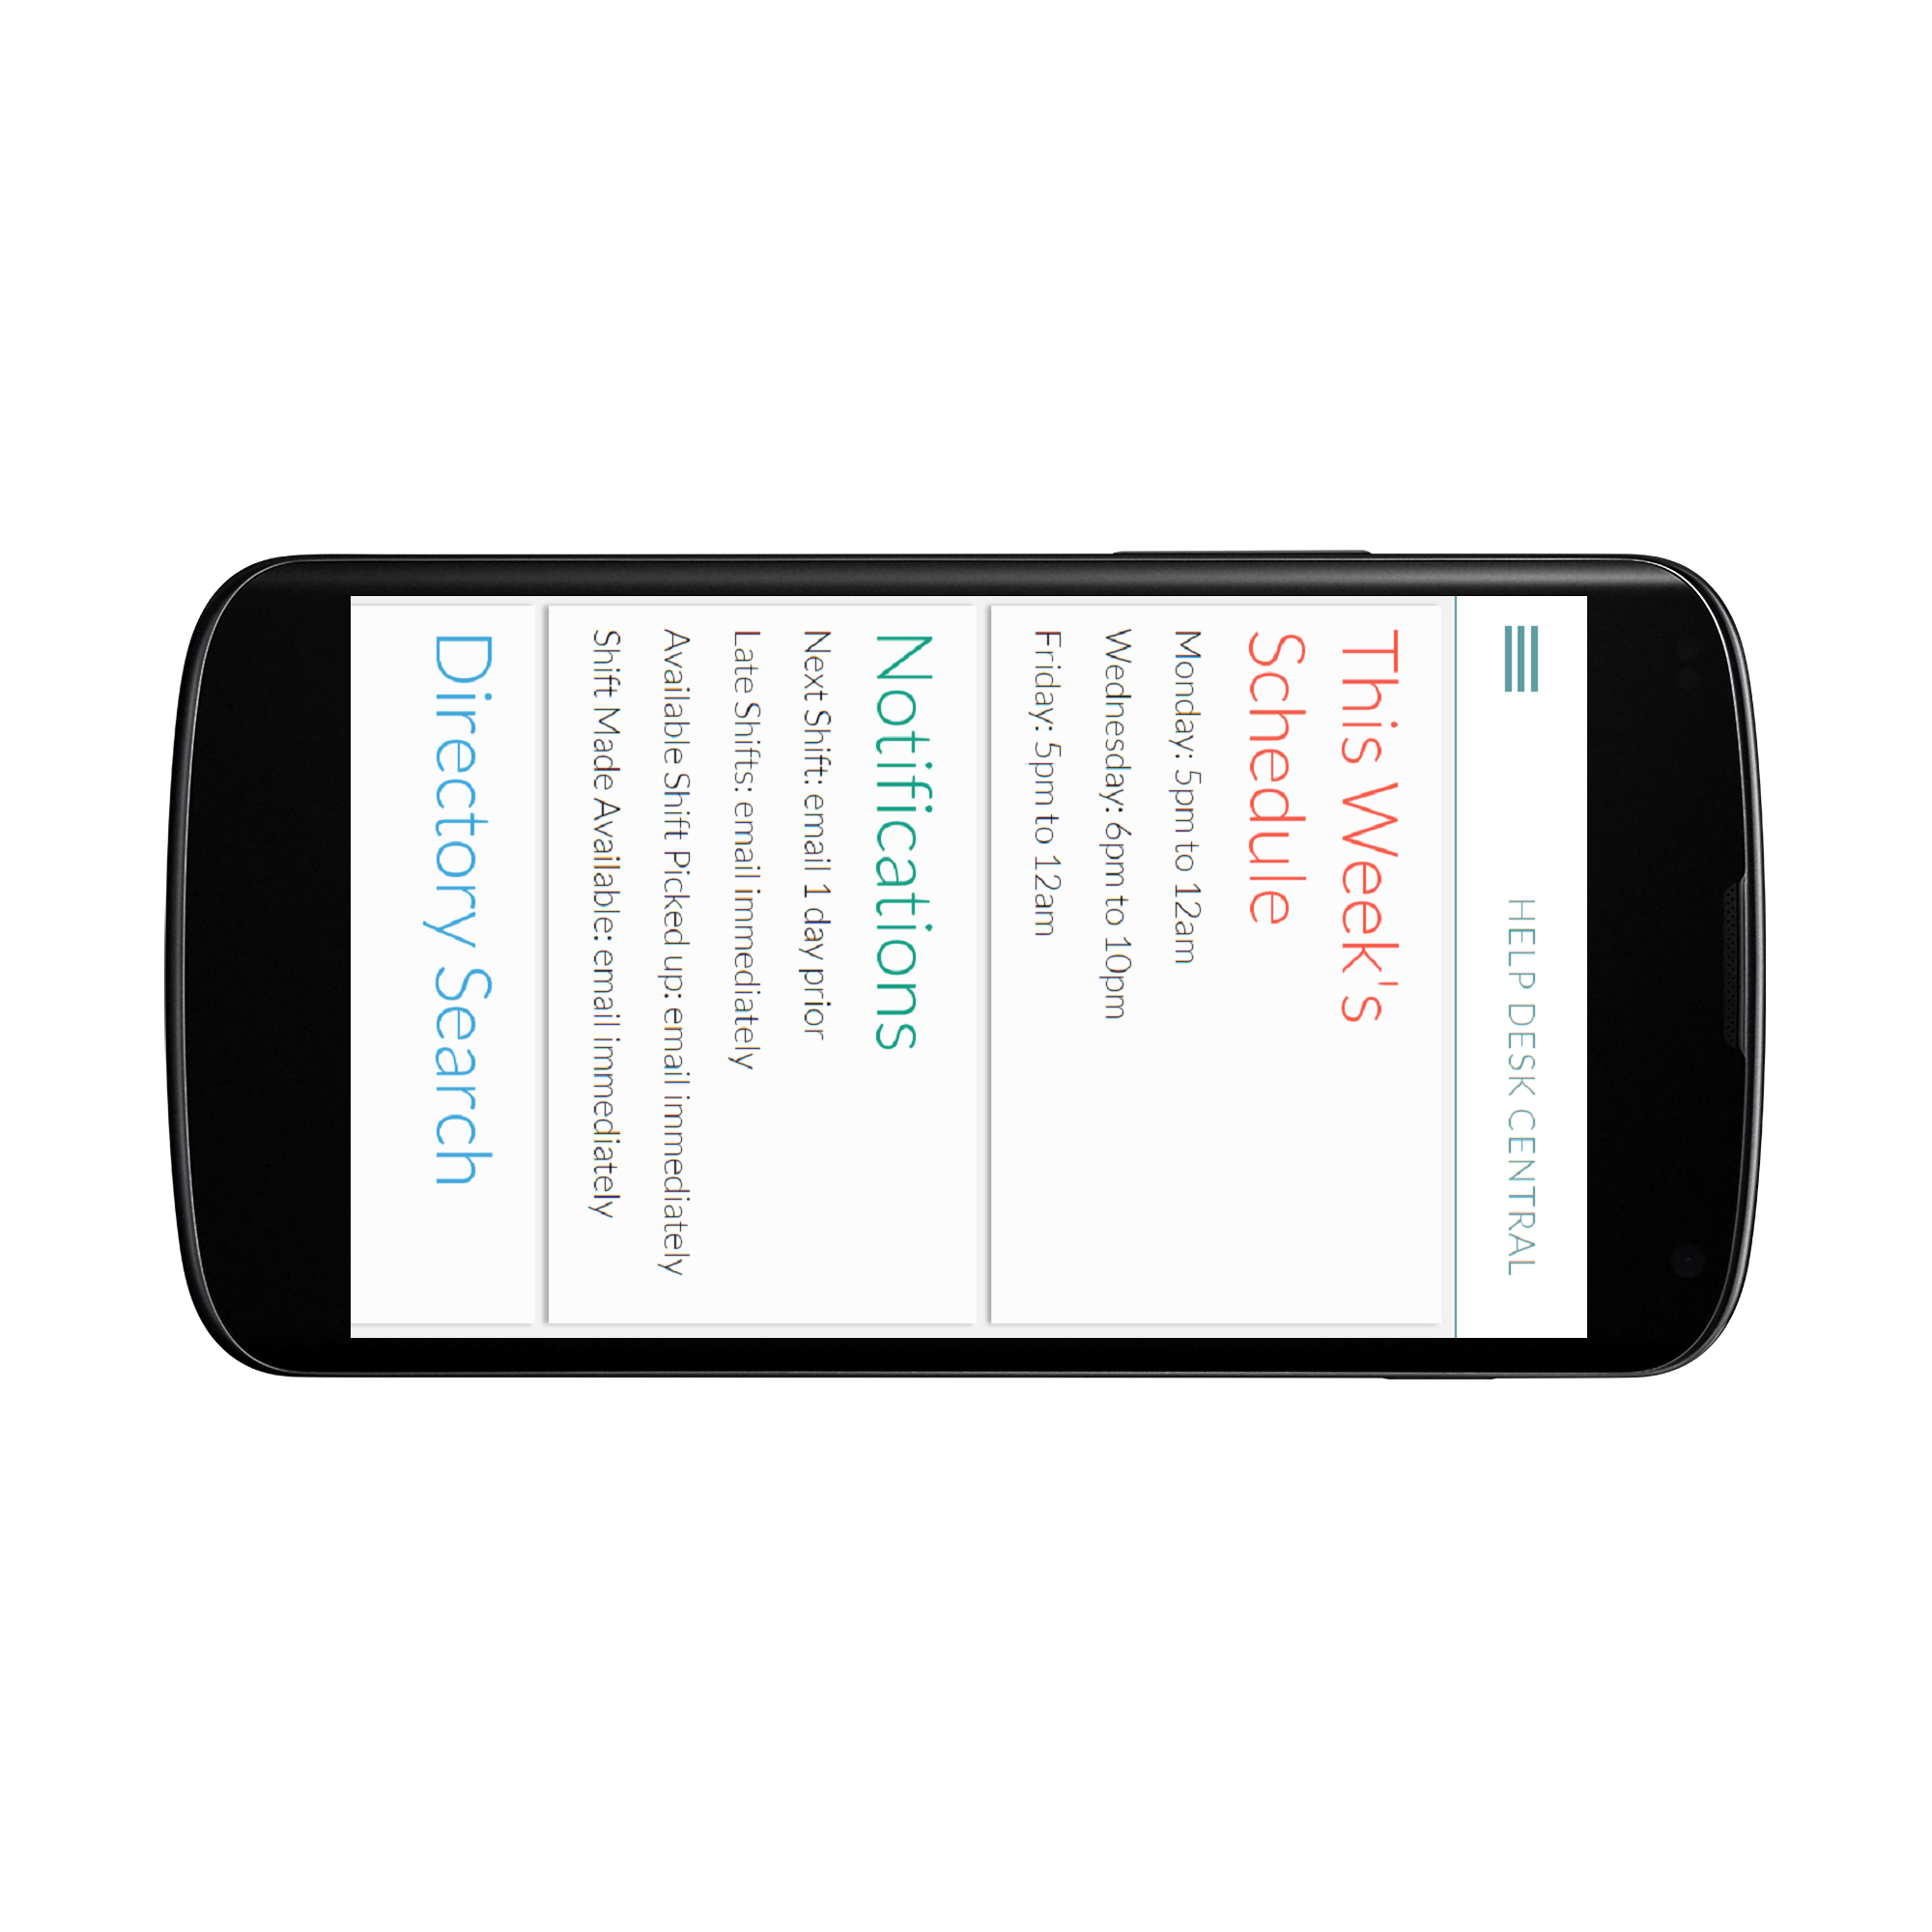 HELP DESK CENTRAL
This Week's
Schedule
Monday: 5pm to 12am
Wednesday: 6pm to 10pm
Friday: 5pm to 12am
Notifications
Next Shift: email 1 day prior
Late Shifts: email immediately
Available Shift Picked up: email immediately
Shift Made Available: email immediately
Directory Search